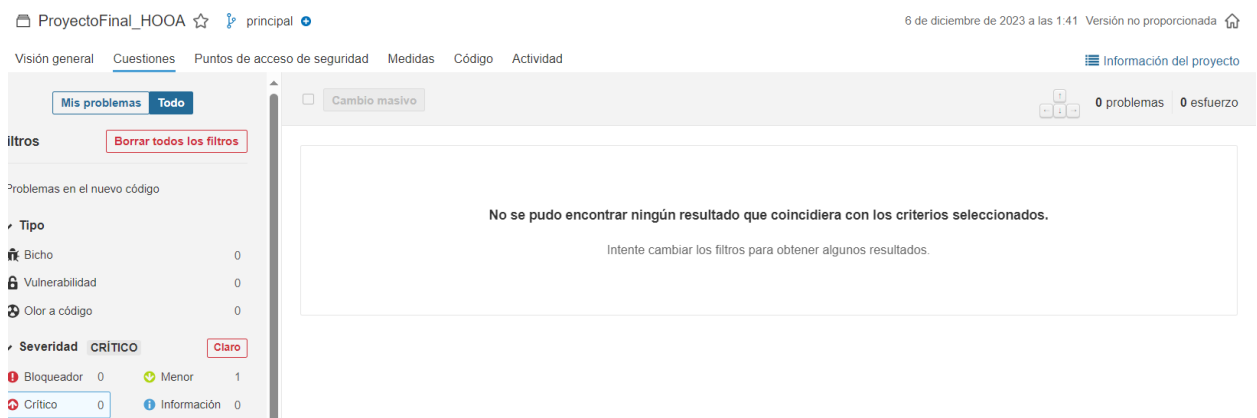 ProyectoFinal_HOOA principal
6 de diciembre de 2023 a las 1:41 Versión no proporcionada
Visión general Cuestiones Puntos de acceso de seguridad Medidas Código Actividad
Información del proyecto
Mis problemas Todo
Cambio masivo
0 problemas 0 esfuerzo
iltros Borrar todos los filtros
Problemas en el nuevo código
Tipo
Bicho 0
Vulnerabilidad 0
Olor a código 0
Severidad CRÍTICO Claro
Bloqueador 0 Menor 1
Crítico 0 Información 0
No se pudo encontrar ningún resultado que coincidiera con los criterios seleccionados.
Intente cambiar los filtros para obtener algunos resultados.